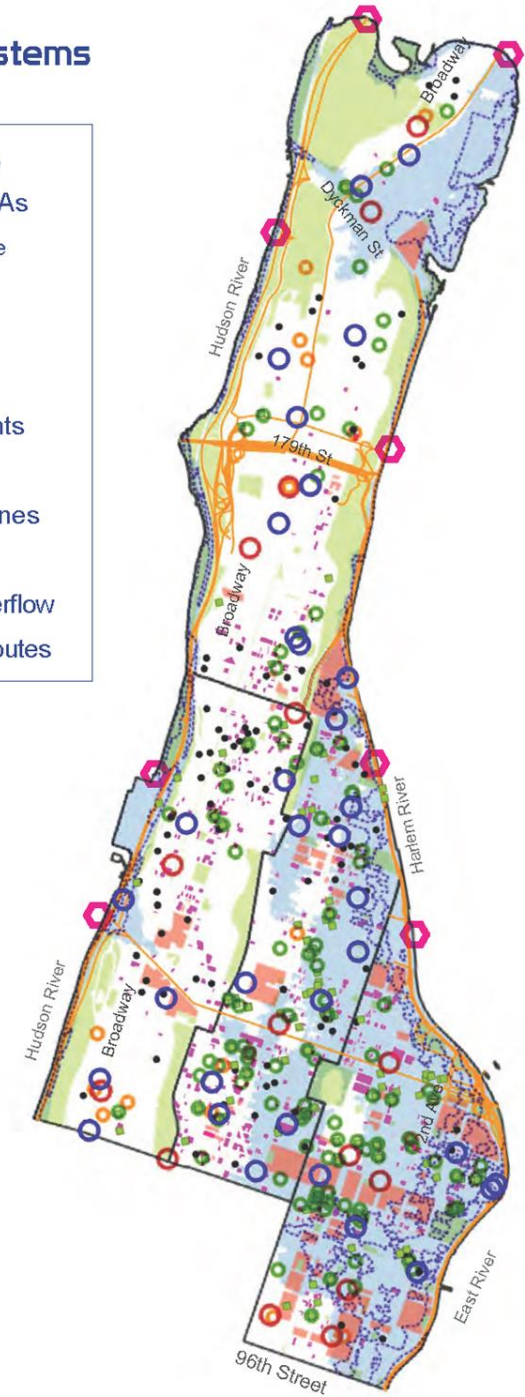 stems
As
e
nts
nes
erflow
outes
Broadway
Dyckman St
Hudson River
179th St
Broadway
Harlem River
Hudson River
Broadway
2nd Ave
East River
96th Street